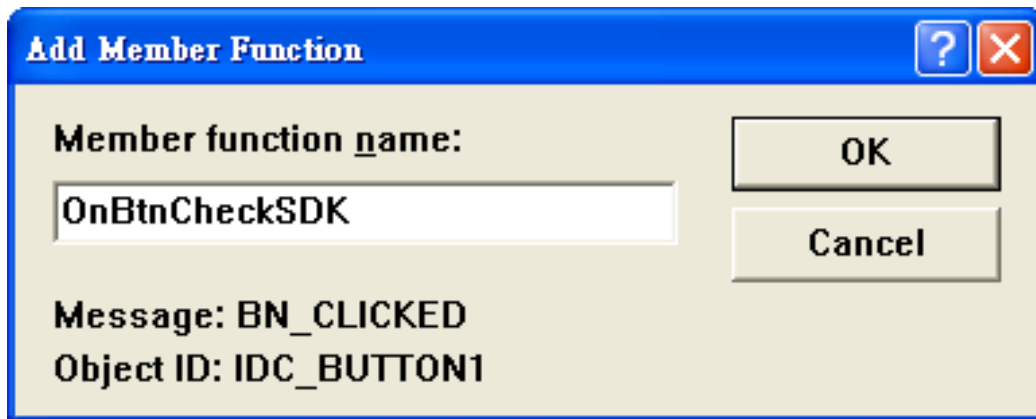 Add Member Function
Member function name:
OK
OnBtnCheckSDK
Cancel
Message: BN_CLICKED
Object ID: IDC_BUTTON1